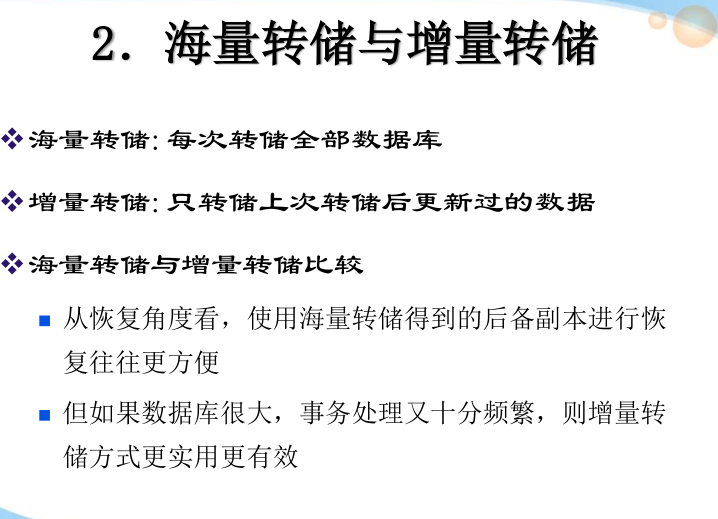 2．海量转储与增量转储
海量转储: 每次转储全部数据库
增量转储: 只转储上次转储后更新过的数据
海量转储与增量转储比较
从恢复角度看，使用海量转储得到的后备副本进行恢
复往往更方便
但如果数据库很大，事务处理又十分频繁，则增量转
储方式更实用更有效